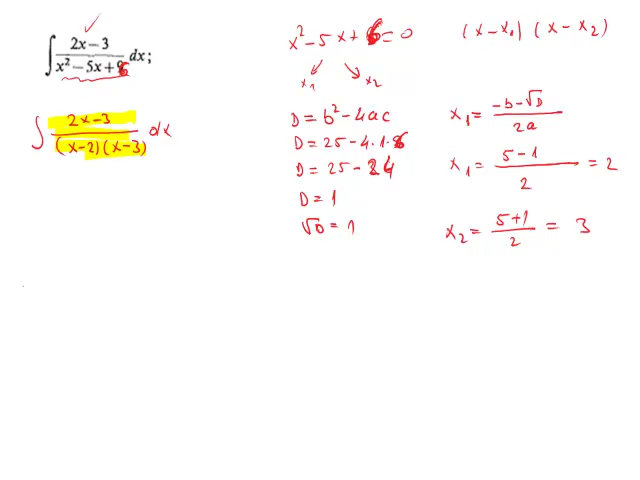 ∫ (2x − 3)/(x² − 5x + 6) dx;
∫ (2x − 3)/((x − 2)(x − 3)) dx
x² − 5x + 6 = 0
x₁ x₂
D = b² − 4ac
D = 25 − 4·1·6
D = 25 − 24
D = 1
√D = 1
(x − x₁) (x − x₂)
x₁ = (−b − √D)/2a
x₁ = (5 − 1)/2 = 2
x₂ = (5 + 1)/2 = 3